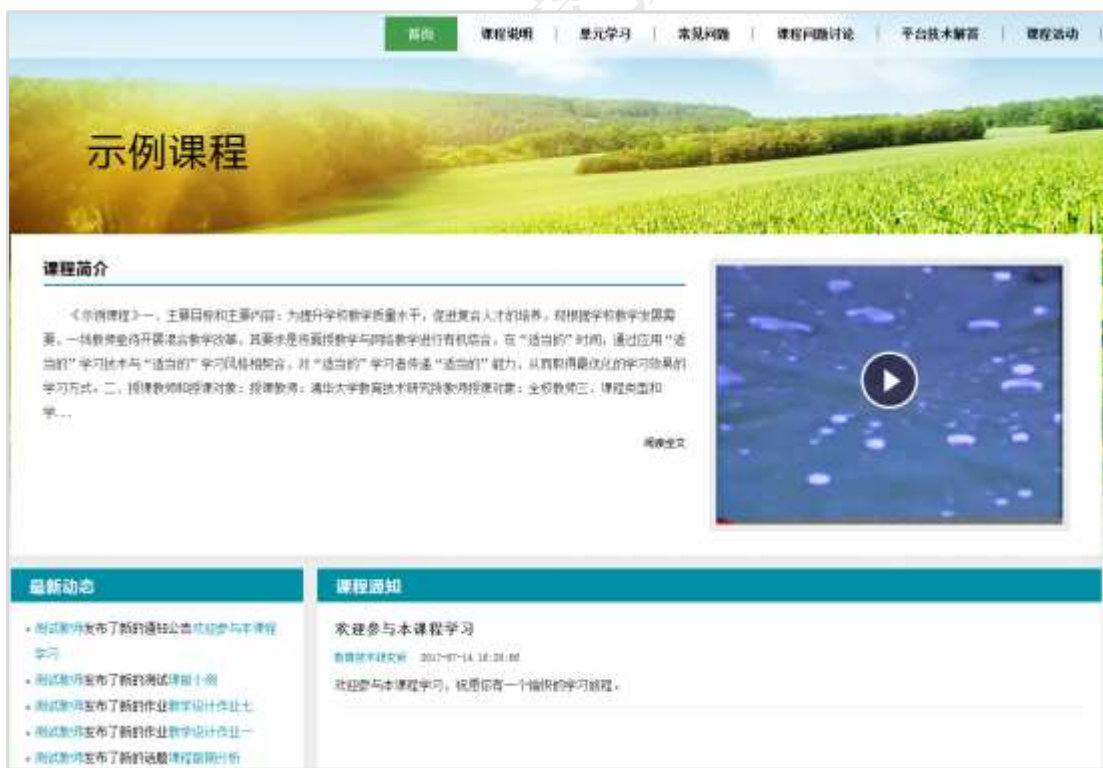 首页 课程说明 | 单元学习 | 常见问题 | 课程问题讨论 | 平台技术解答 | 课程活动 |
示例课程
课程简介
《示例课程》一、主要目标和主要内容：为提升学校教学质量水平，促进复合人才的培养，现根据学校教学发展需
要，一线教师亟待开展混合教学改革，其要求是将面授教学与网络教学进行有机结合，在“适当的”时间，通过应用“适
当的”学习技术与“适当的”学习风格相契合，对“适当的”学习者传递“适当的”能力，从而取得最优化的学习效果的
学习方式。二、授课教师和授课对象：授课教师：清华大学教育技术研究所教师授课对象：全校教师三、课程类型和
学...
阅读全文
最新动态
测试教师发布了新的通知公告欢迎参与本课程
学习
测试教师发布了新的测试课前小测
测试教师发布了新的作业教学设计作业七
测试教师发布了新的作业教学设计作业一
测试教师发布了新的话题课程前期分析
课程通知
欢迎参与本课程学习
教育技术研究所 2017-07-14
欢迎参与本课程学习，祝愿你有一个愉快的学习旅程。